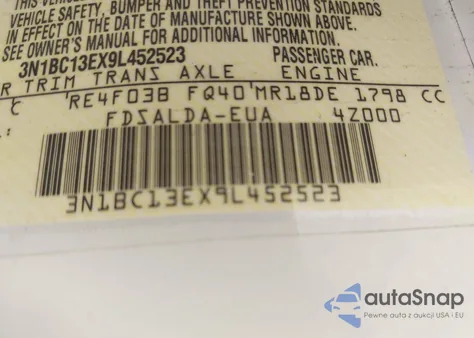 THIS VEHICLE
VEHICLE SAFETY, BUMPER AND THEFT PREVENTION STANDARDS
IN EFFECT ON THE DATE OF MANUFACTURE SHOWN ABOVE.
SEE OWNER'S MANUAL FOR ADDITIONAL INFORMATION.
3N1BC13EX9L452523 PASSENGER CAR.
R TRIM TRANS AXLE ENGINE
C RE4F03B FQ40 MR18DE 1798 CC
: FDSALDA-EUA 4Z000
3N1BC13EX9L452523
autaSnap
Pewne auta z aukcji USA i EU